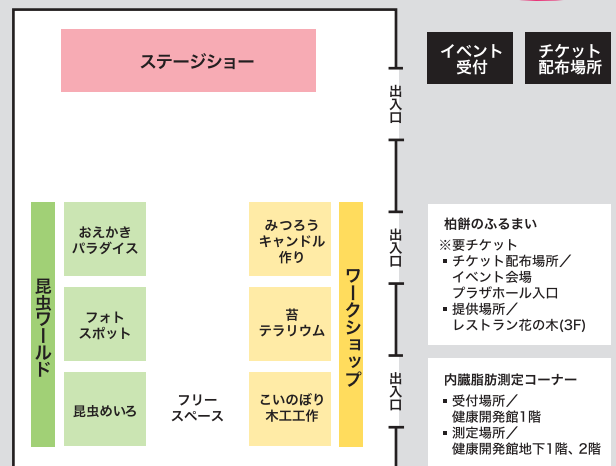 ステージショー
イベント
受付
チケット
配布場所
出入口
昆虫ワールド
おえかき
パラダイス
フォト
スポット
昆虫めいろ
フリー
スペース
みつろう
キャンドル
作り
苔
テラリウム
こいのぼり
木工工作
ワークショップ
出入口
出入口
柏餅のふるまい
※要チケット
▪ チケット配布場所／
イベント会場
プラザホール入口
▪ 提供場所／
レストラン花の木(3F)
内臓脂肪測定コーナー
▪ 受付場所／
健康開発館1階
▪ 測定場所／
健康開発館地下1階、2階